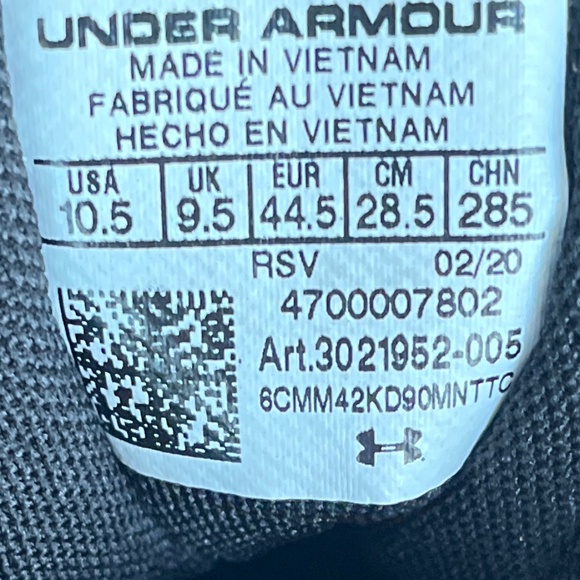 UNDER ARMOUR
MADE IN VIETNAM
FABRIQUÉ AU VIETNAM
HECHO EN VIETNAM
USA UK EUR CM CHN
10.5 9.5 44.5 28.5 285
RSV 02/20
4700007802
Art.3021952-005
6CMM42KD90MNTTC